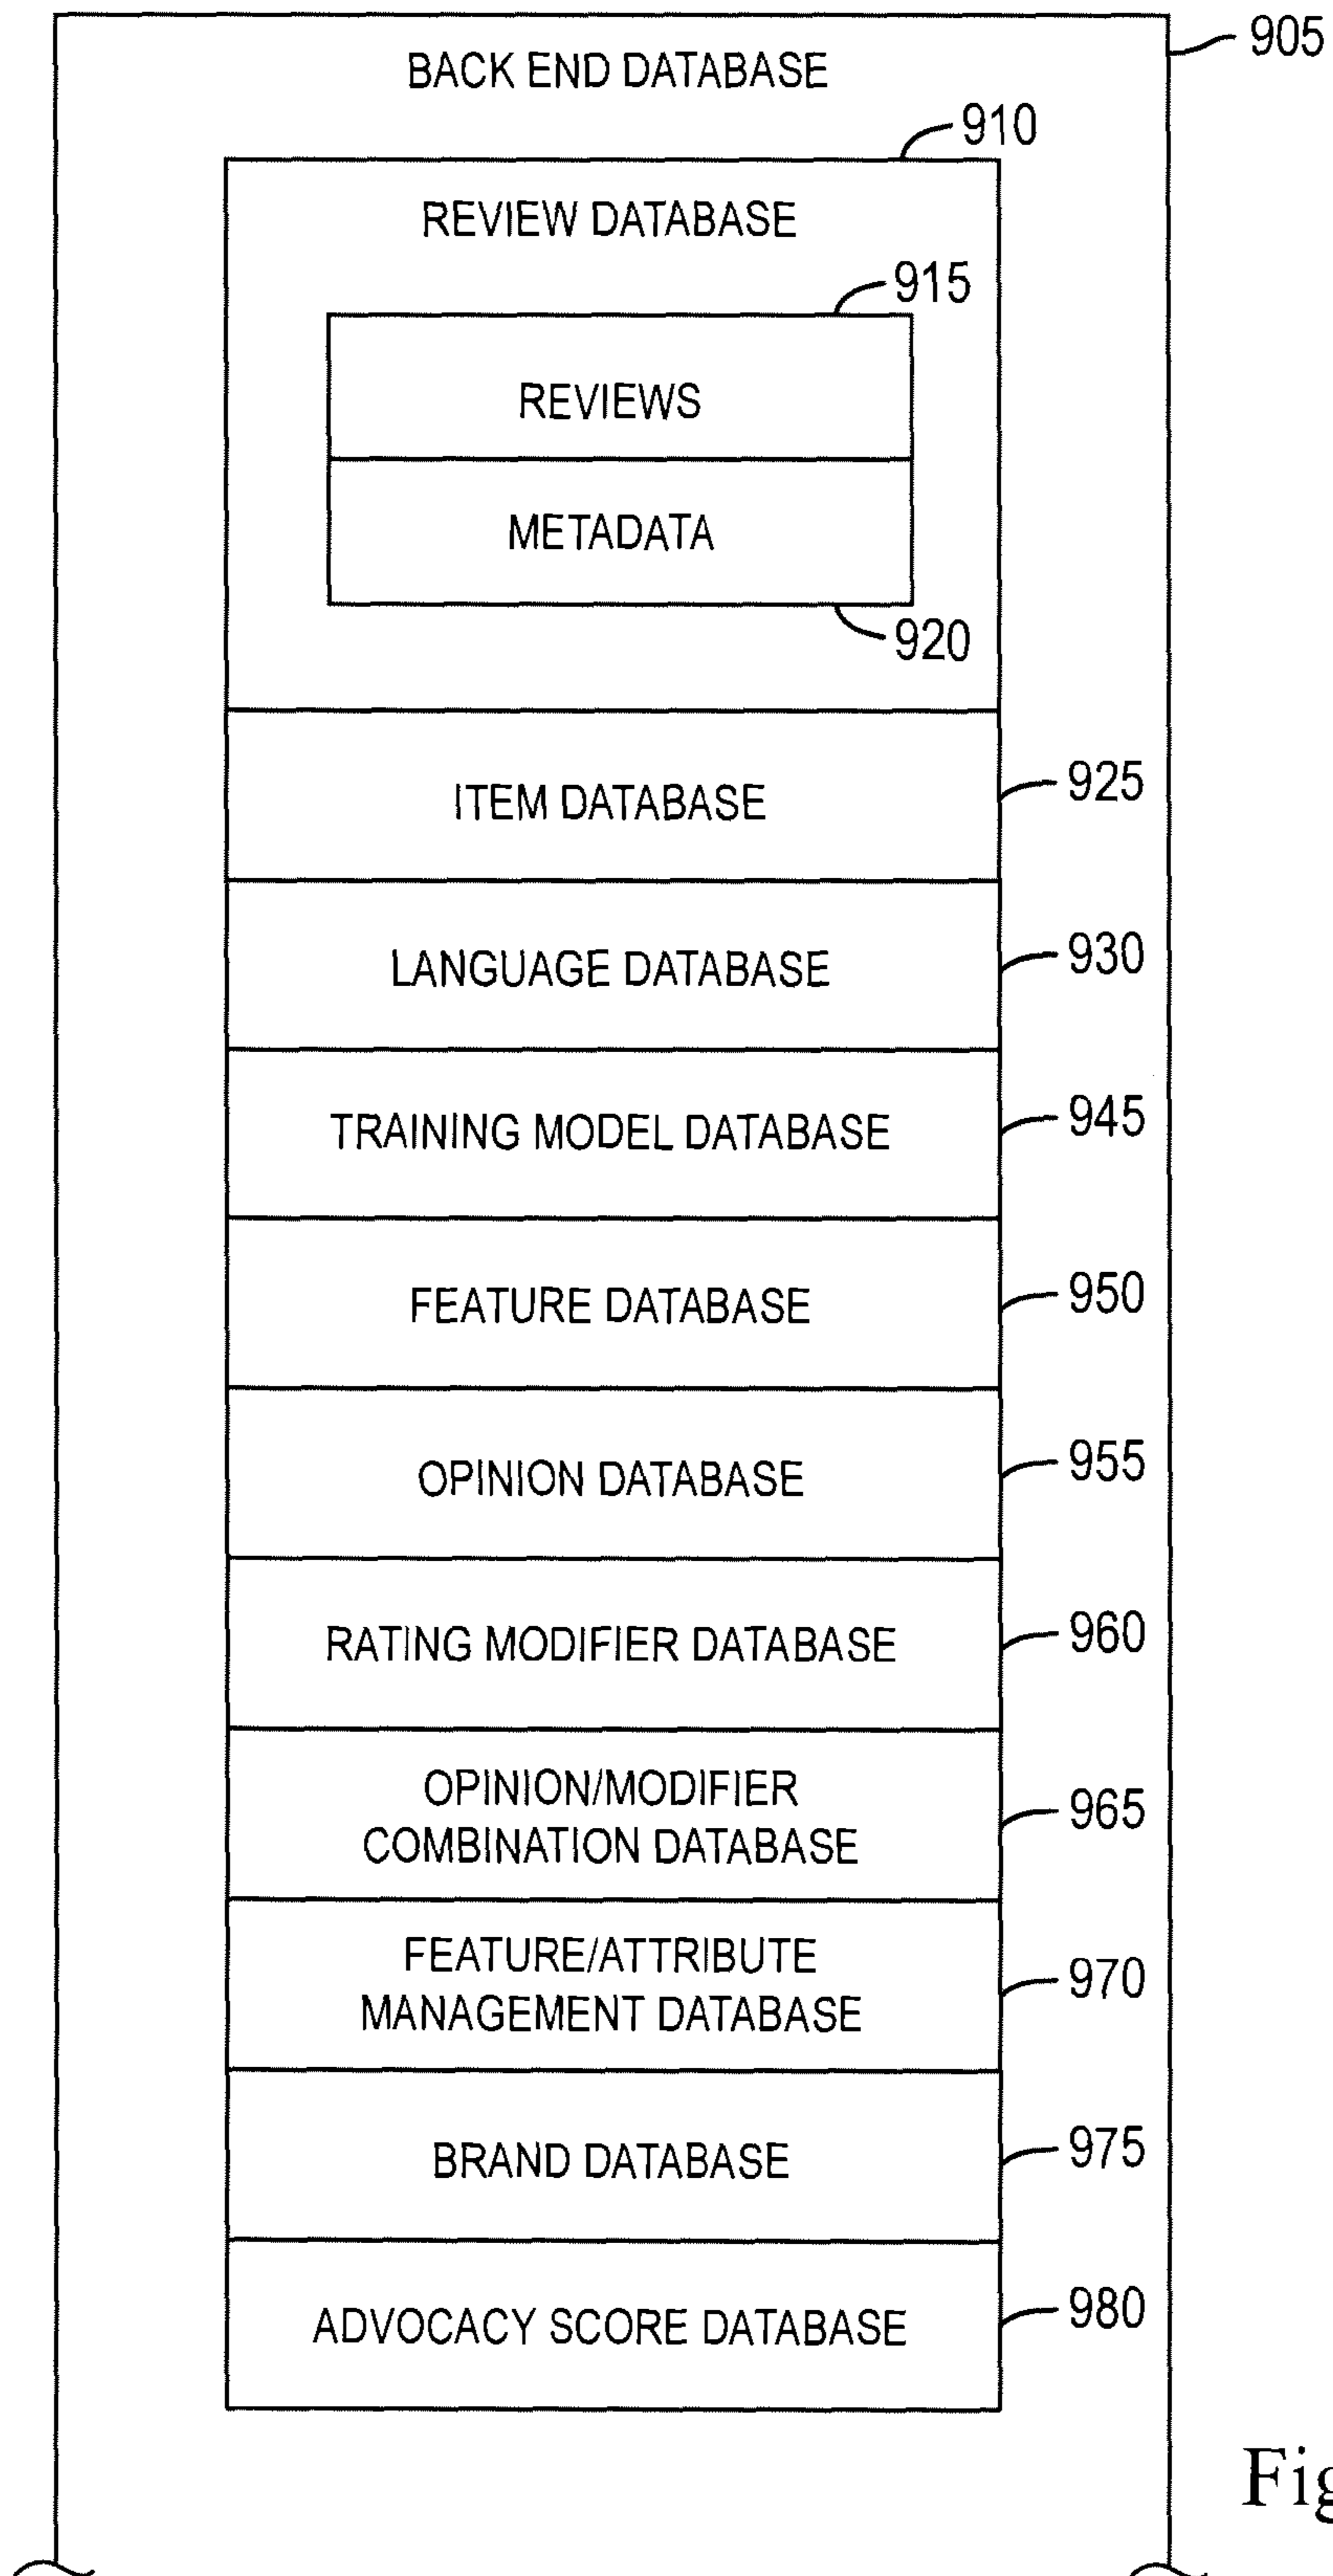 905
BACK END DATABASE
910
REVIEW DATABASE
915
REVIEWS
METADATA
920
ITEM DATABASE
925
LANGUAGE DATABASE
930
TRAINING MODEL DATABASE
945
FEATURE DATABASE
950
OPINION DATABASE
955
RATING MODIFIER DATABASE
960
OPINION/MODIFIER
COMBINATION DATABASE
965
FEATURE/ATTRIBUTE
MANAGEMENT DATABASE
970
BRAND DATABASE
975
ADVOCACY SCORE DATABASE
980
Fig